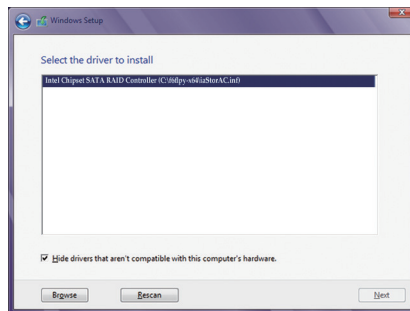 Windows Setup
Select the driver to install
Intel Chipset SATA RAID Controller (C:\f6flpy-x64\iaStorAC.inf)
Hide drivers that aren't compatible with this computer's hardware.
Browse Rescan Next